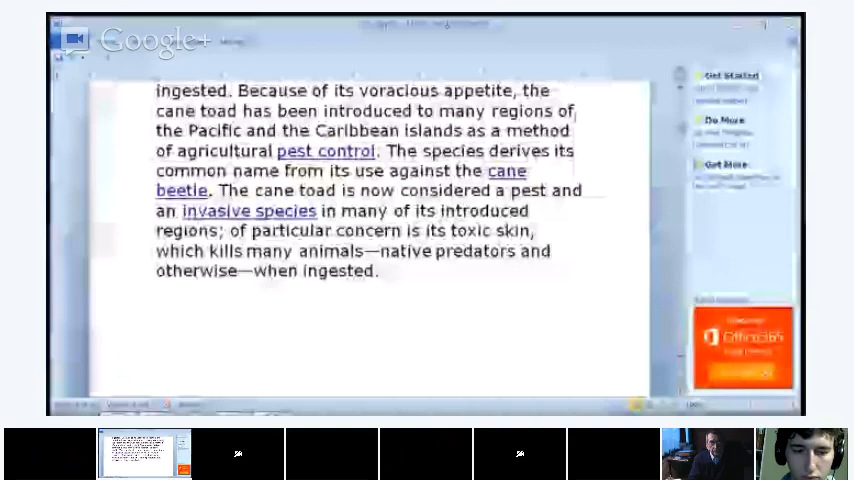 Google+
ingested. Because of its voracious appetite, the
cane toad has been introduced to many regions of
the Pacific and the Caribbean islands as a method
of agricultural pest control. The species derives its
common name from its use against the cane
beetle. The cane toad is now considered a pest and
an invasive species in many of its introduced
regions; of particular concern is its toxic skin,
which kills many animals—native predators and
otherwise—when ingested.
Get Started
Do More
Get More
Office 365